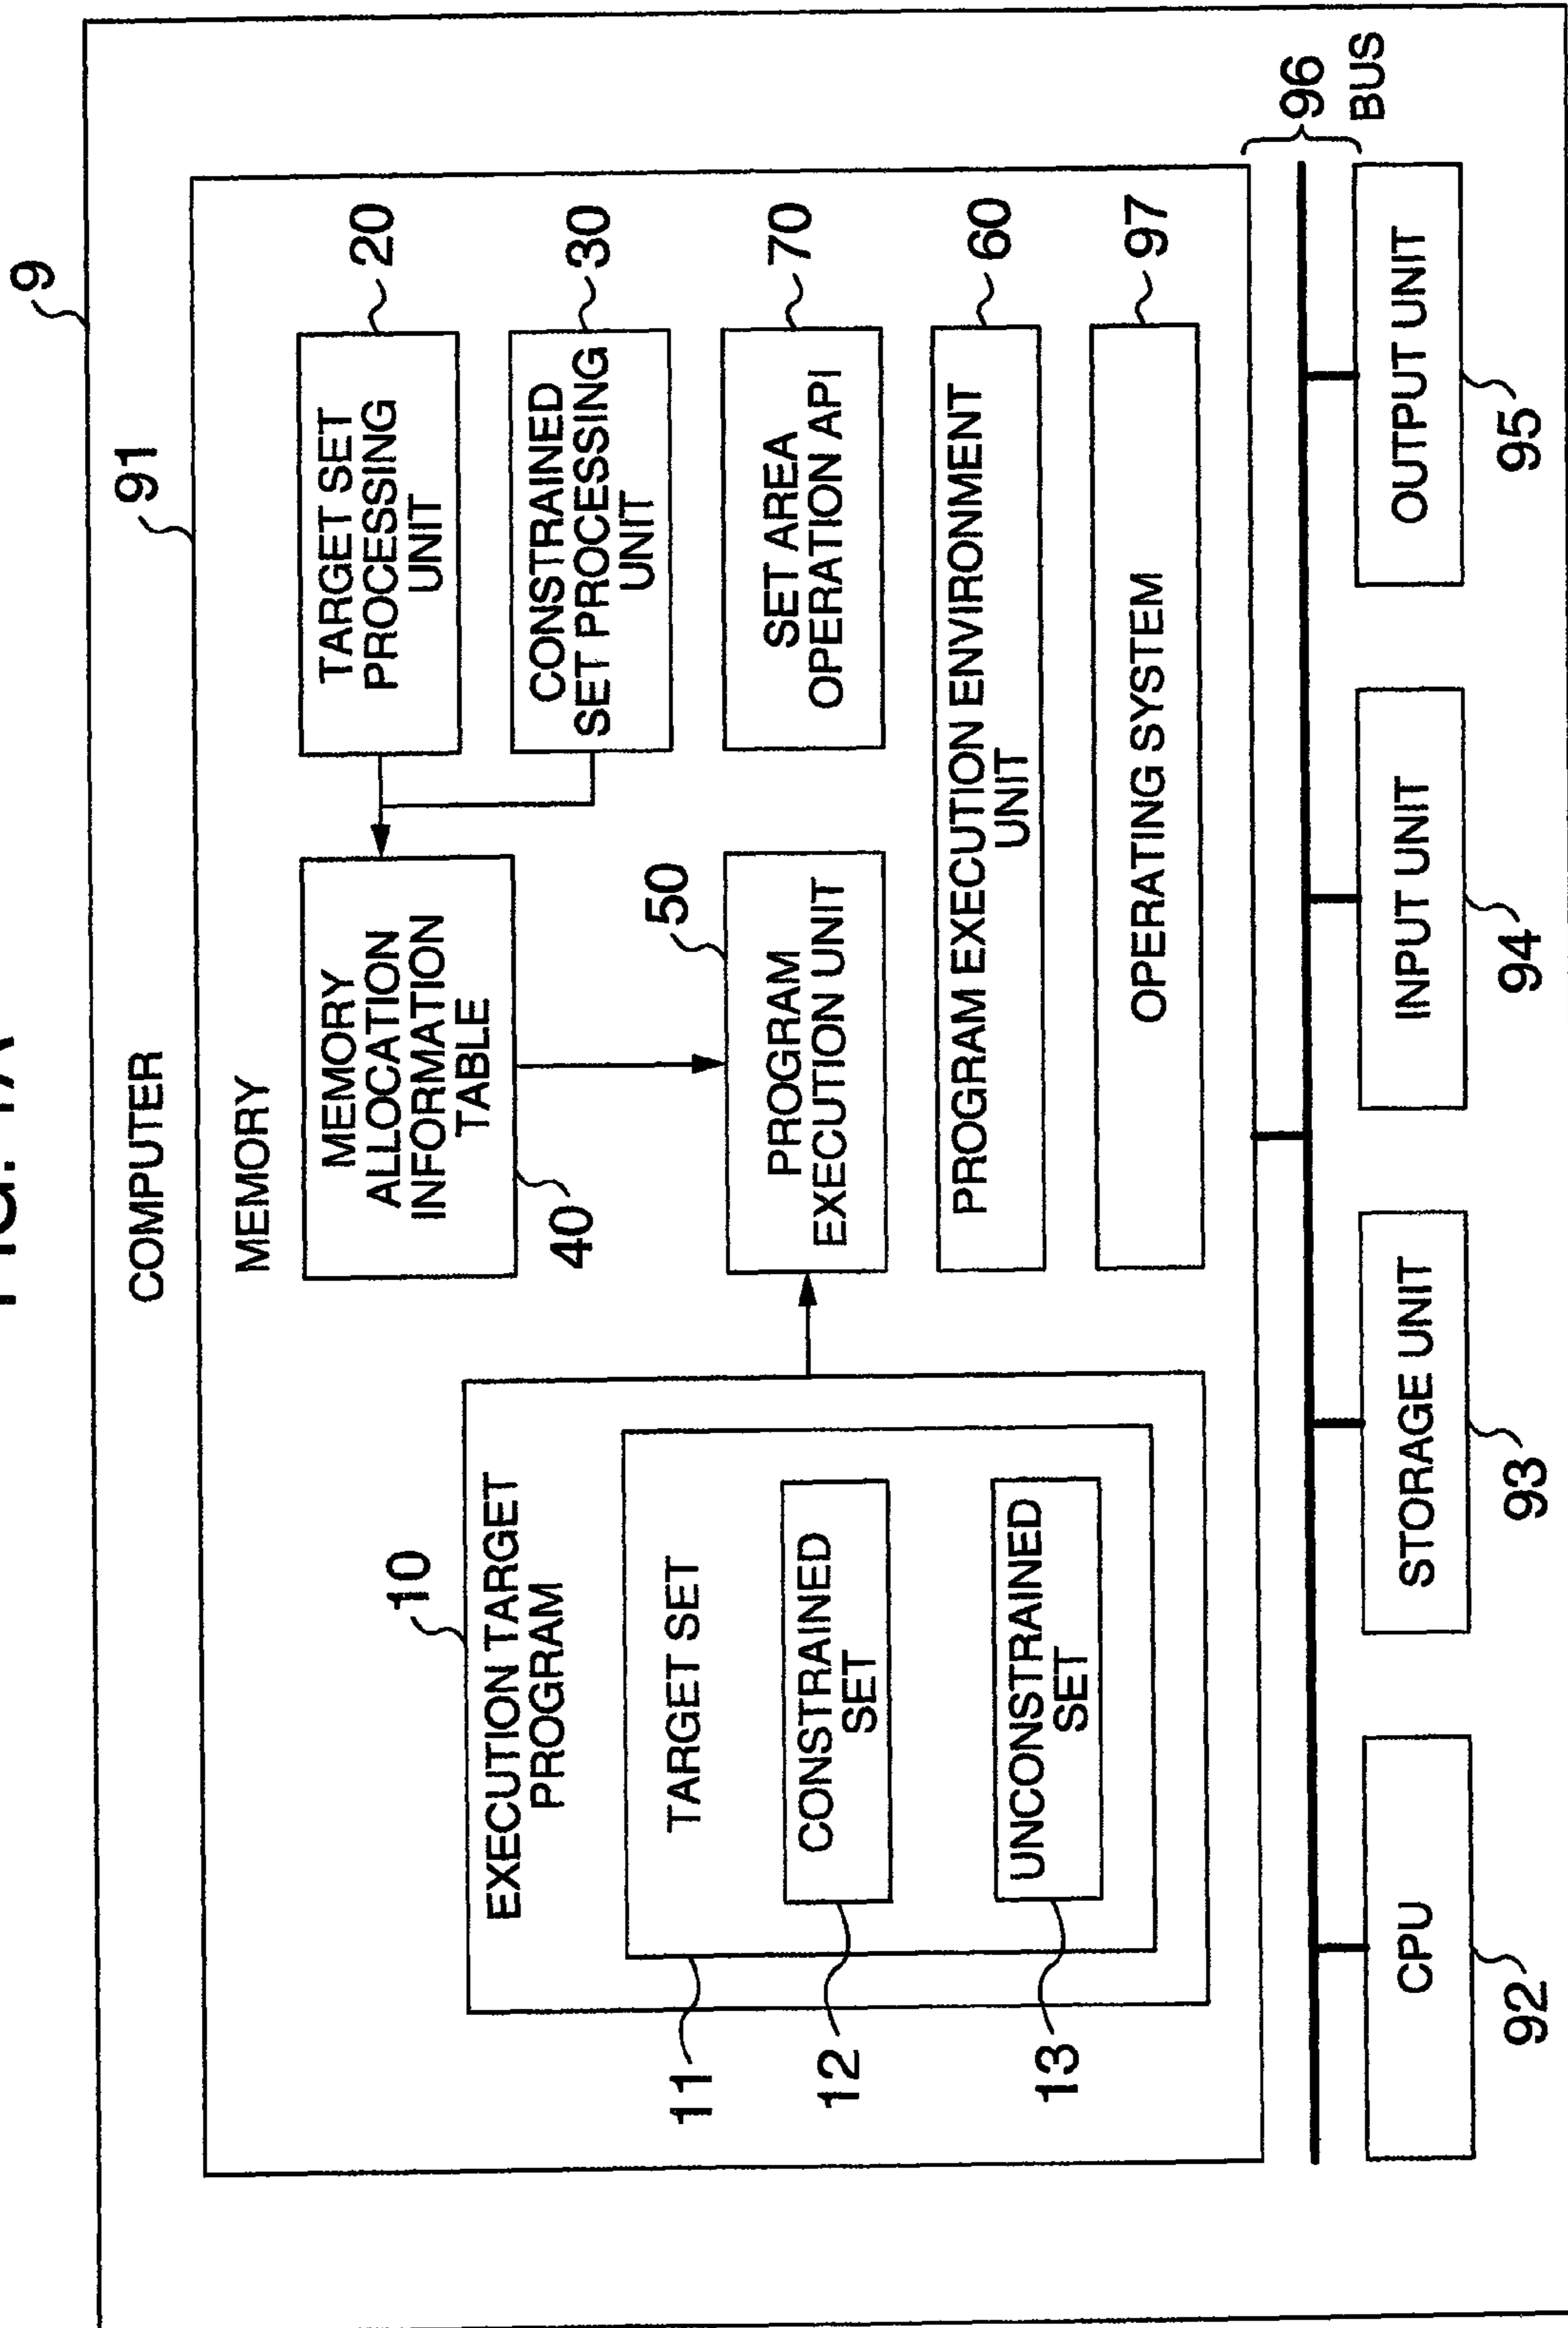 FIG. 1A
9
COMPUTER
91
MEMORY
MEMORY
ALLOCATION
INFORMATION
TABLE
40
TARGET SET
PROCESSING
UNIT
20
CONSTRAINED
SET PROCESSING
UNIT
30
10
EXECUTION TARGET
PROGRAM
TARGET SET
11
CONSTRAINED
SET
12
UNCONSTRAINED
SET
13
50
PROGRAM
EXECUTION UNIT
SET AREA
OPERATION API
70
PROGRAM EXECUTION ENVIRONMENT
UNIT
60
OPERATING SYSTEM
97
96
BUS
CPU
92
STORAGE UNIT
93
INPUT UNIT
94
OUTPUT UNIT
95